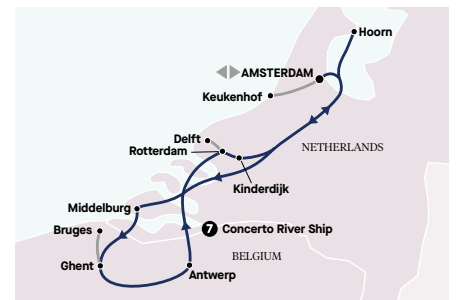 Hoorn
AMSTERDAM
Keukenhof
Delft
Rotterdam
NETHERLANDS
Kinderdijk
Middelburg
Bruges
7 Concerto River Ship
BELGIUM
Ghent
Antwerp